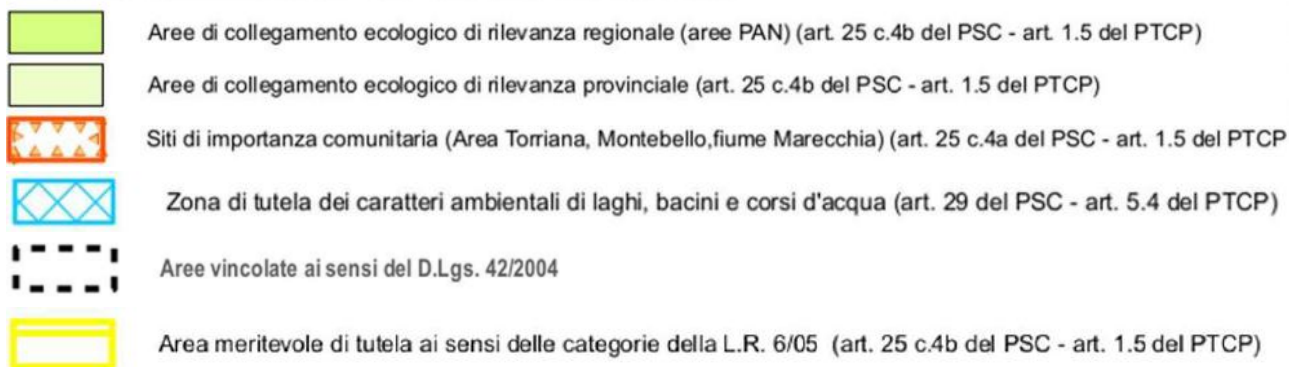 Aree di collegamento ecologico di rilevanza regionale (aree PAN) (art. 25 c.4b del PSC - art. 1.5 del PTCP)
Aree di collegamento ecologico di rilevanza provinciale (art. 25 c.4b del PSC - art. 1.5 del PTCP)
Siti di importanza comunitaria (Area Torriana, Montebello,fiume Marecchia) (art. 25 c.4a del PSC - art. 1.5 del PTCP
Zona di tutela dei caratteri ambientali di laghi, bacini e corsi d'acqua (art. 29 del PSC - art. 5.4 del PTCP)
Aree vincolate ai sensi del D.Lgs. 42/2004
Area meritevole di tutela ai sensi delle categorie della L.R. 6/05 (art. 25 c.4b del PSC - art. 1.5 del PTCP)